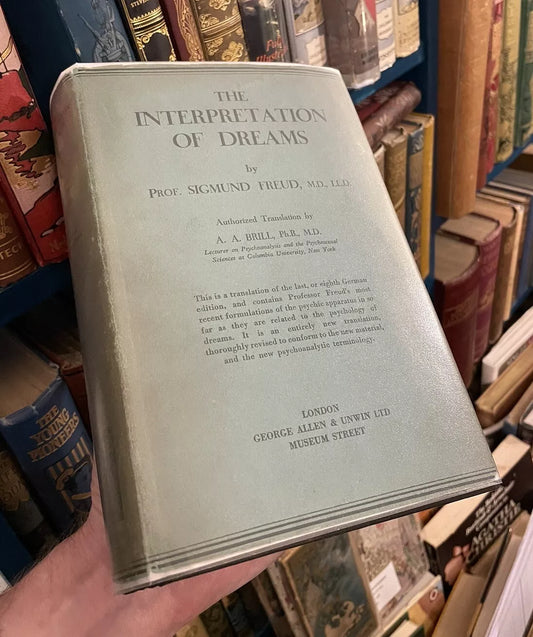 THE
INTERPRETATION
OF DREAMS
by
PROF. SIGMUND FREUD, M.D., LL.D.
Authorized Translation by
A. A. BRILL, Ph.B., M.D.
Lecturer on Psychoanalysis and the Psychosexual
Sciences at Columbia University, New York
This is a translation of the last, or eighth German
edition, and contains Professor Freud's most
recent formulations of the psychic apparatus in so
far as they are related to the psychology of
dreams. It is an entirely new translation,
thoroughly revised to conform to the new material,
and the new psychoanalytic terminology.
LONDON
GEORGE ALLEN & UNWIN LTD
MUSEUM STREET
THE
YOUNG
PIONEERS